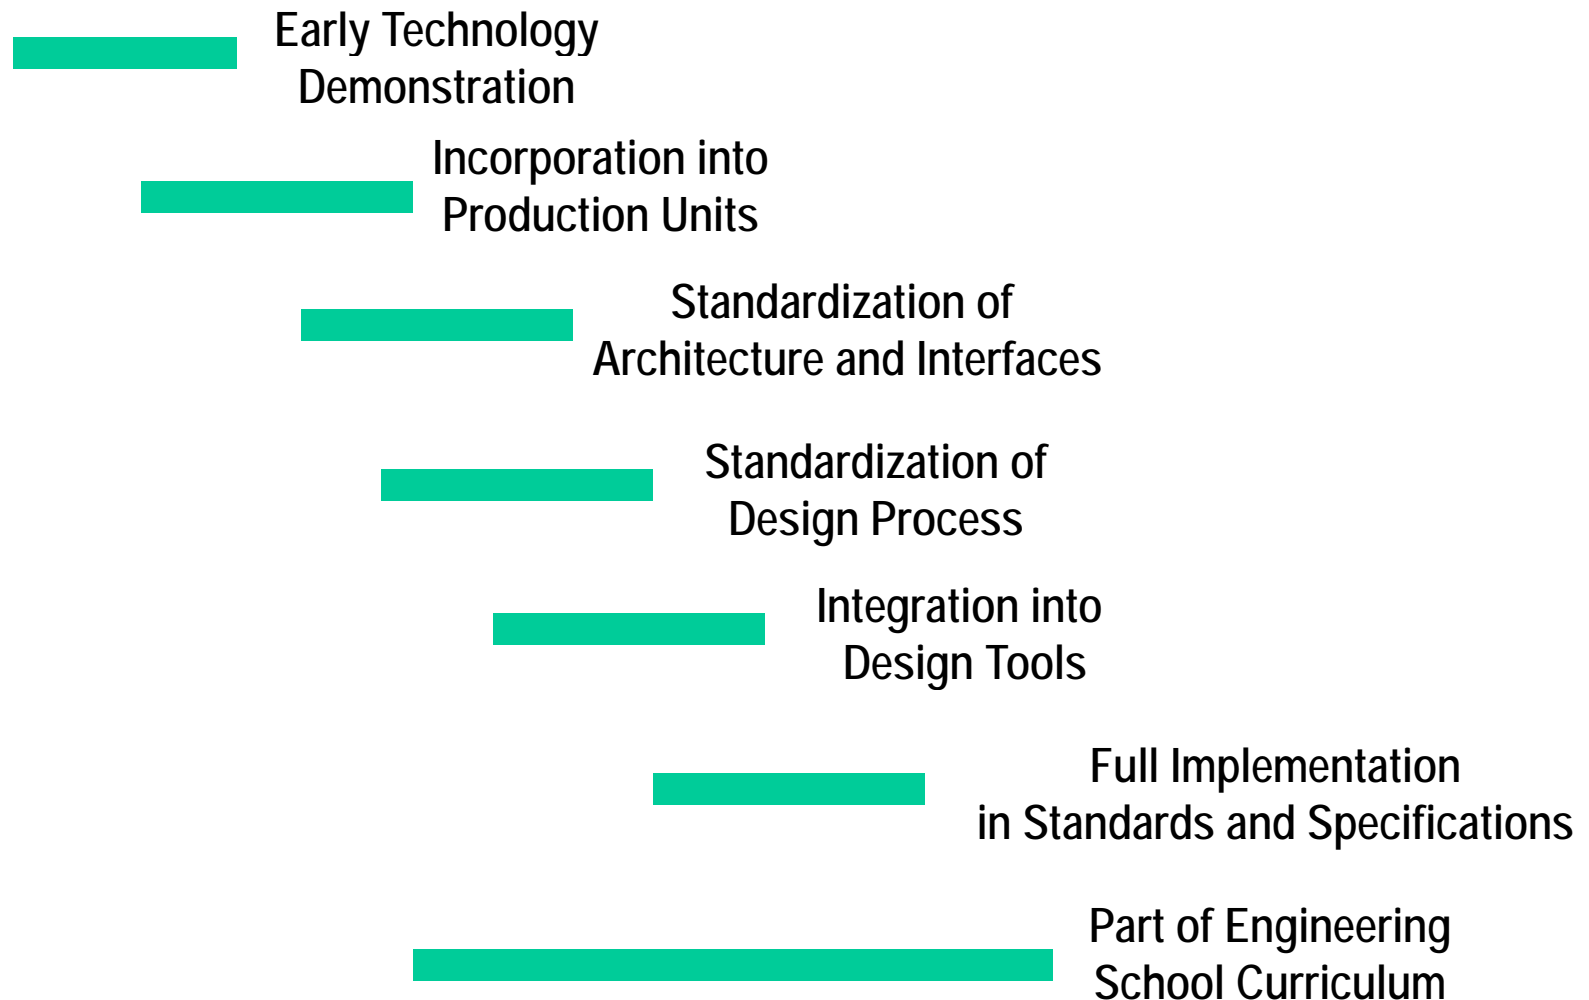 Early Technology
Demonstration
Incorporation into
Production Units
Standardization of
Architecture and Interfaces
Standardization of
Design Process
Integration into
Design Tools
Full Implementation
in Standards and Specifications
Part of Engineering
School Curriculum